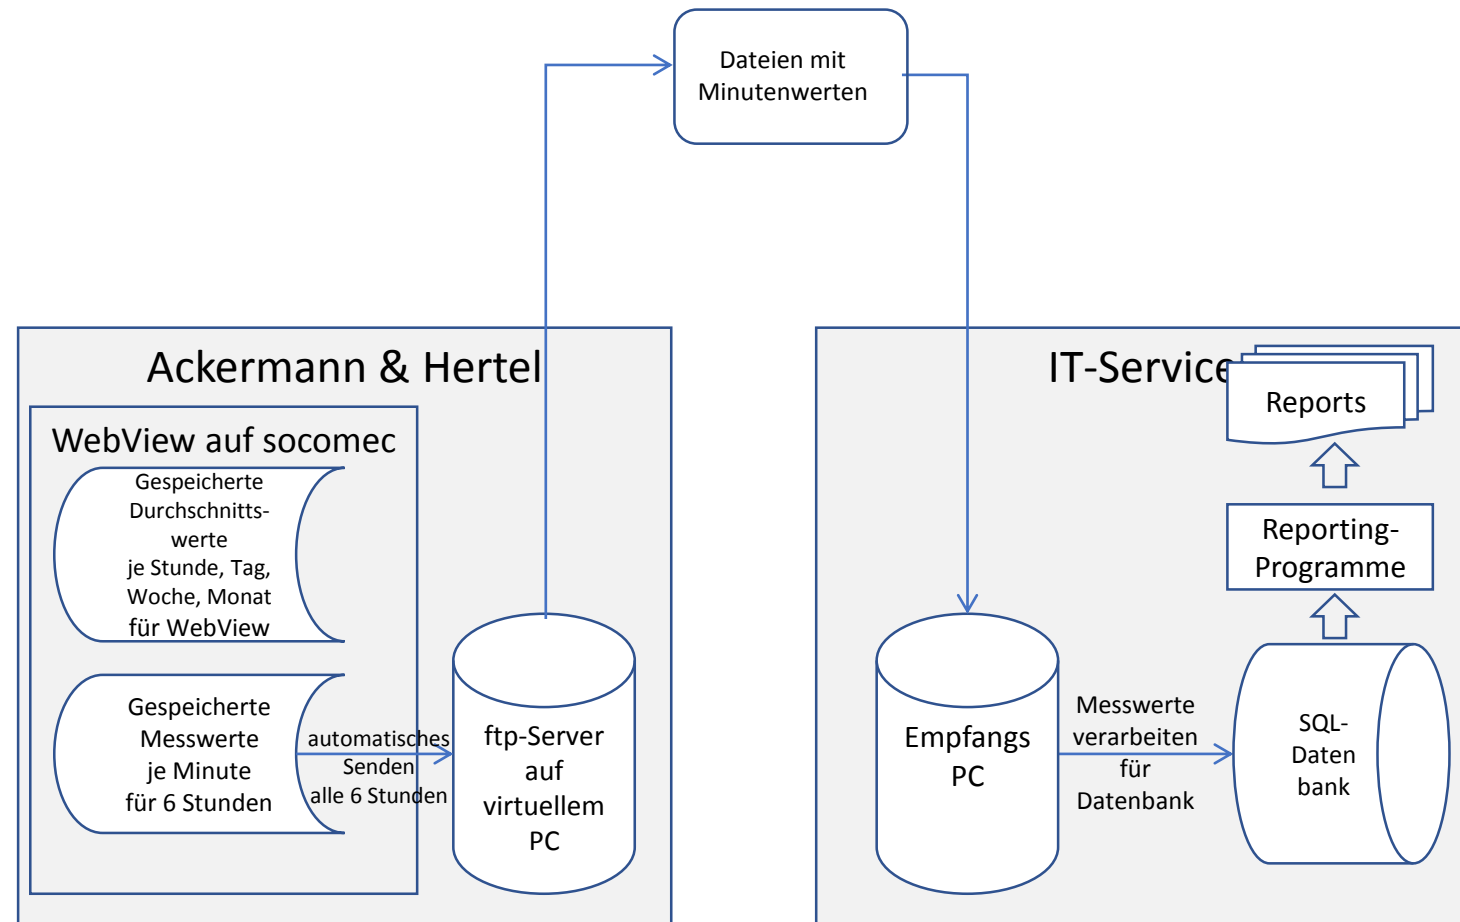 Dateien mit
Minutenwerten
Ackermann & Hertel
WebView auf socomec
Gespeicherte
Durchschnitts-
werte
je Stunde, Tag,
Woche, Monat
für WebView
Gespeicherte
Messwerte
je Minute
für 6 Stunden
automatisches
Senden
alle 6 Stunden
ftp-Server
auf
virtuellem
PC
IT-Service
Reports
Reporting-
Programme
Empfangs
PC
Messwerte
verarbeiten
für
Datenbank
SQL-
Daten
bank